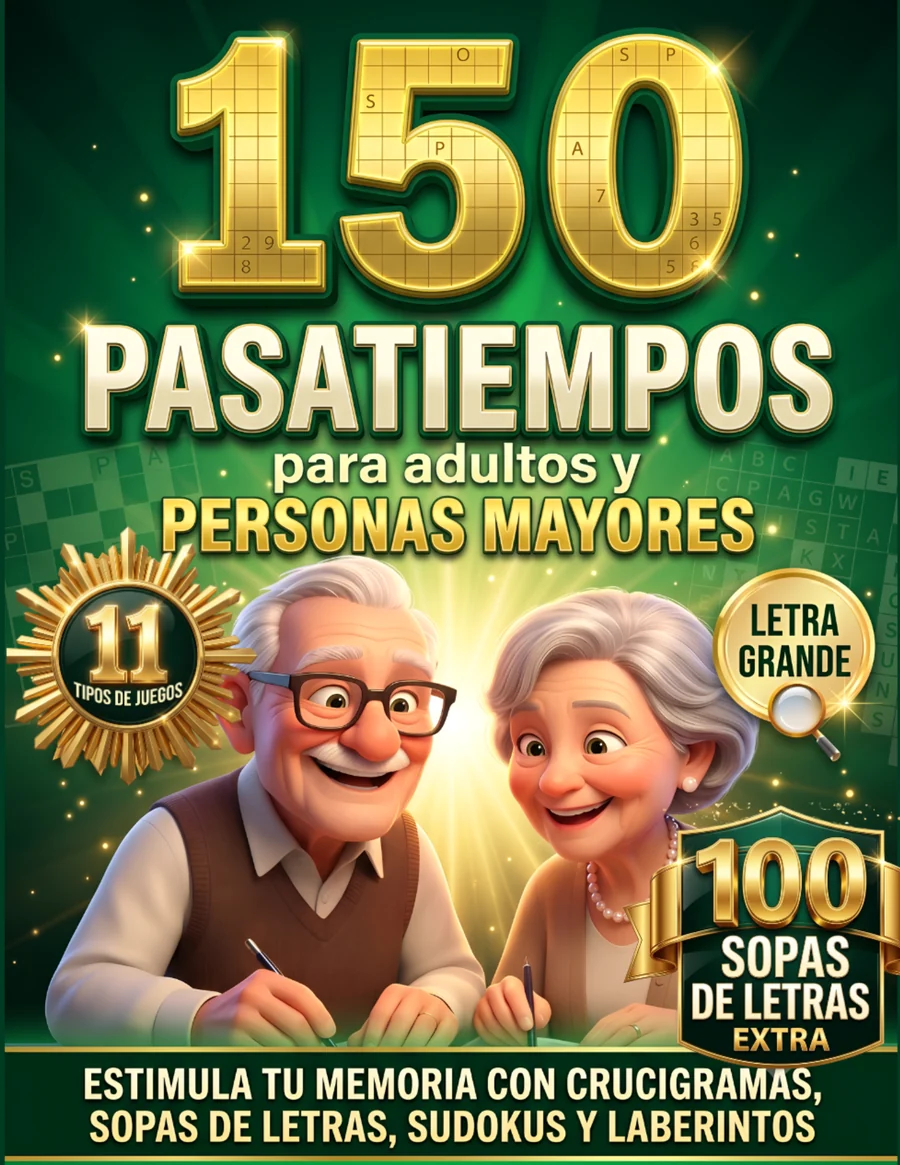 150
PASATIEMPOS
para adultos y
PERSONAS MAYORES
11
TIPOS DE JUEGOS
LETRA
GRANDE
100
SOPAS
DE LETRAS
EXTRA
ESTIMULA TU MEMORIA CON CRUCIGRAMAS,
SOPAS DE LETRAS, SUDOKUS Y LABERINTOS